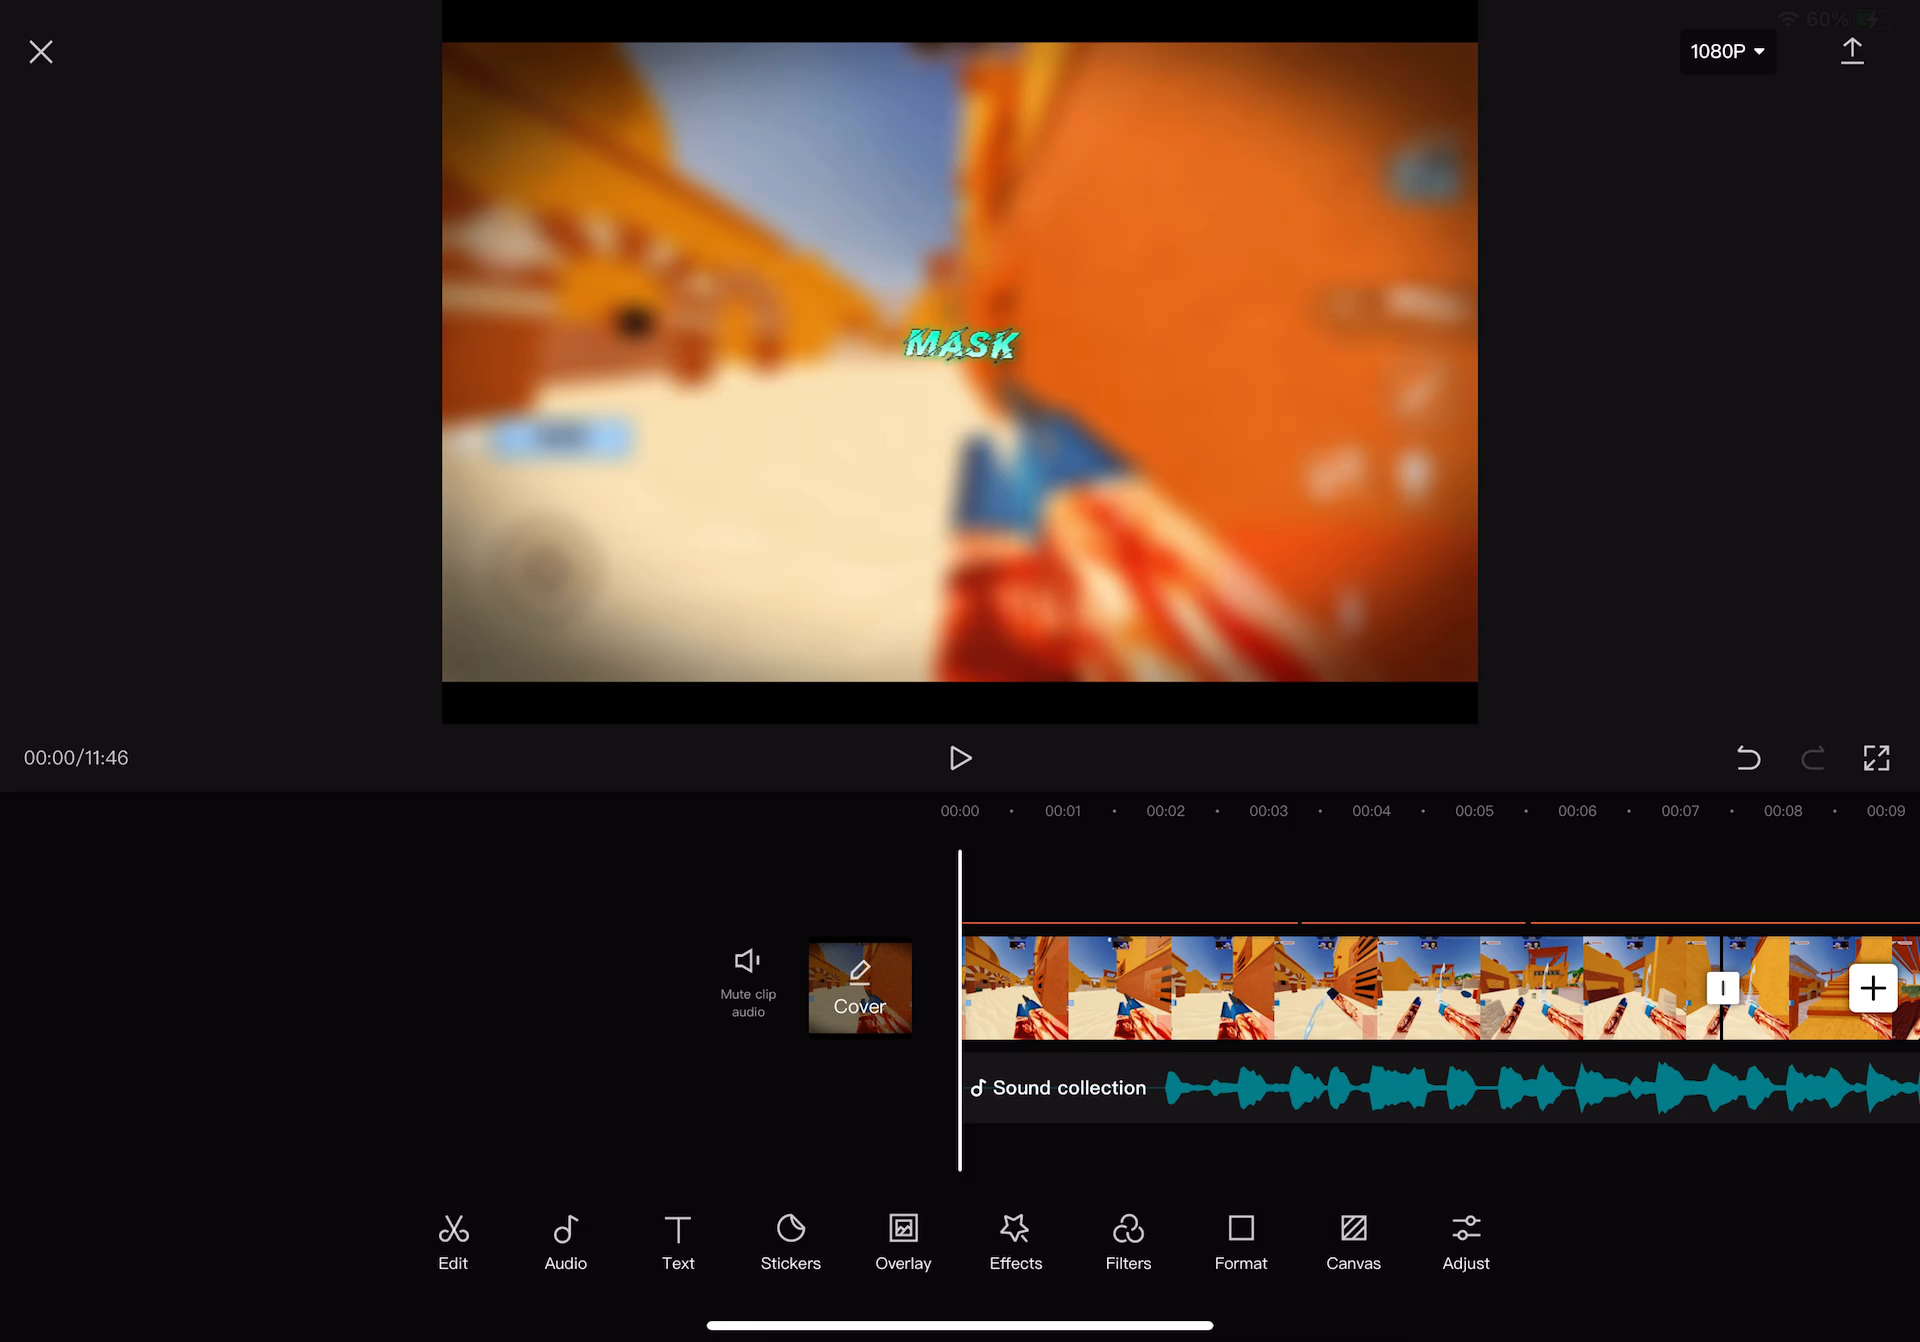 60%
1080P
MASK
00:00/11:46
00:00 00:01 00:02 00:03 00:04 00:05 00:06 00:07 00:08 00:09
Mute clip
audio
Cover
Sound collection
Edit Audio Text Stickers Overlay Effects Filters Format Canvas Adjust